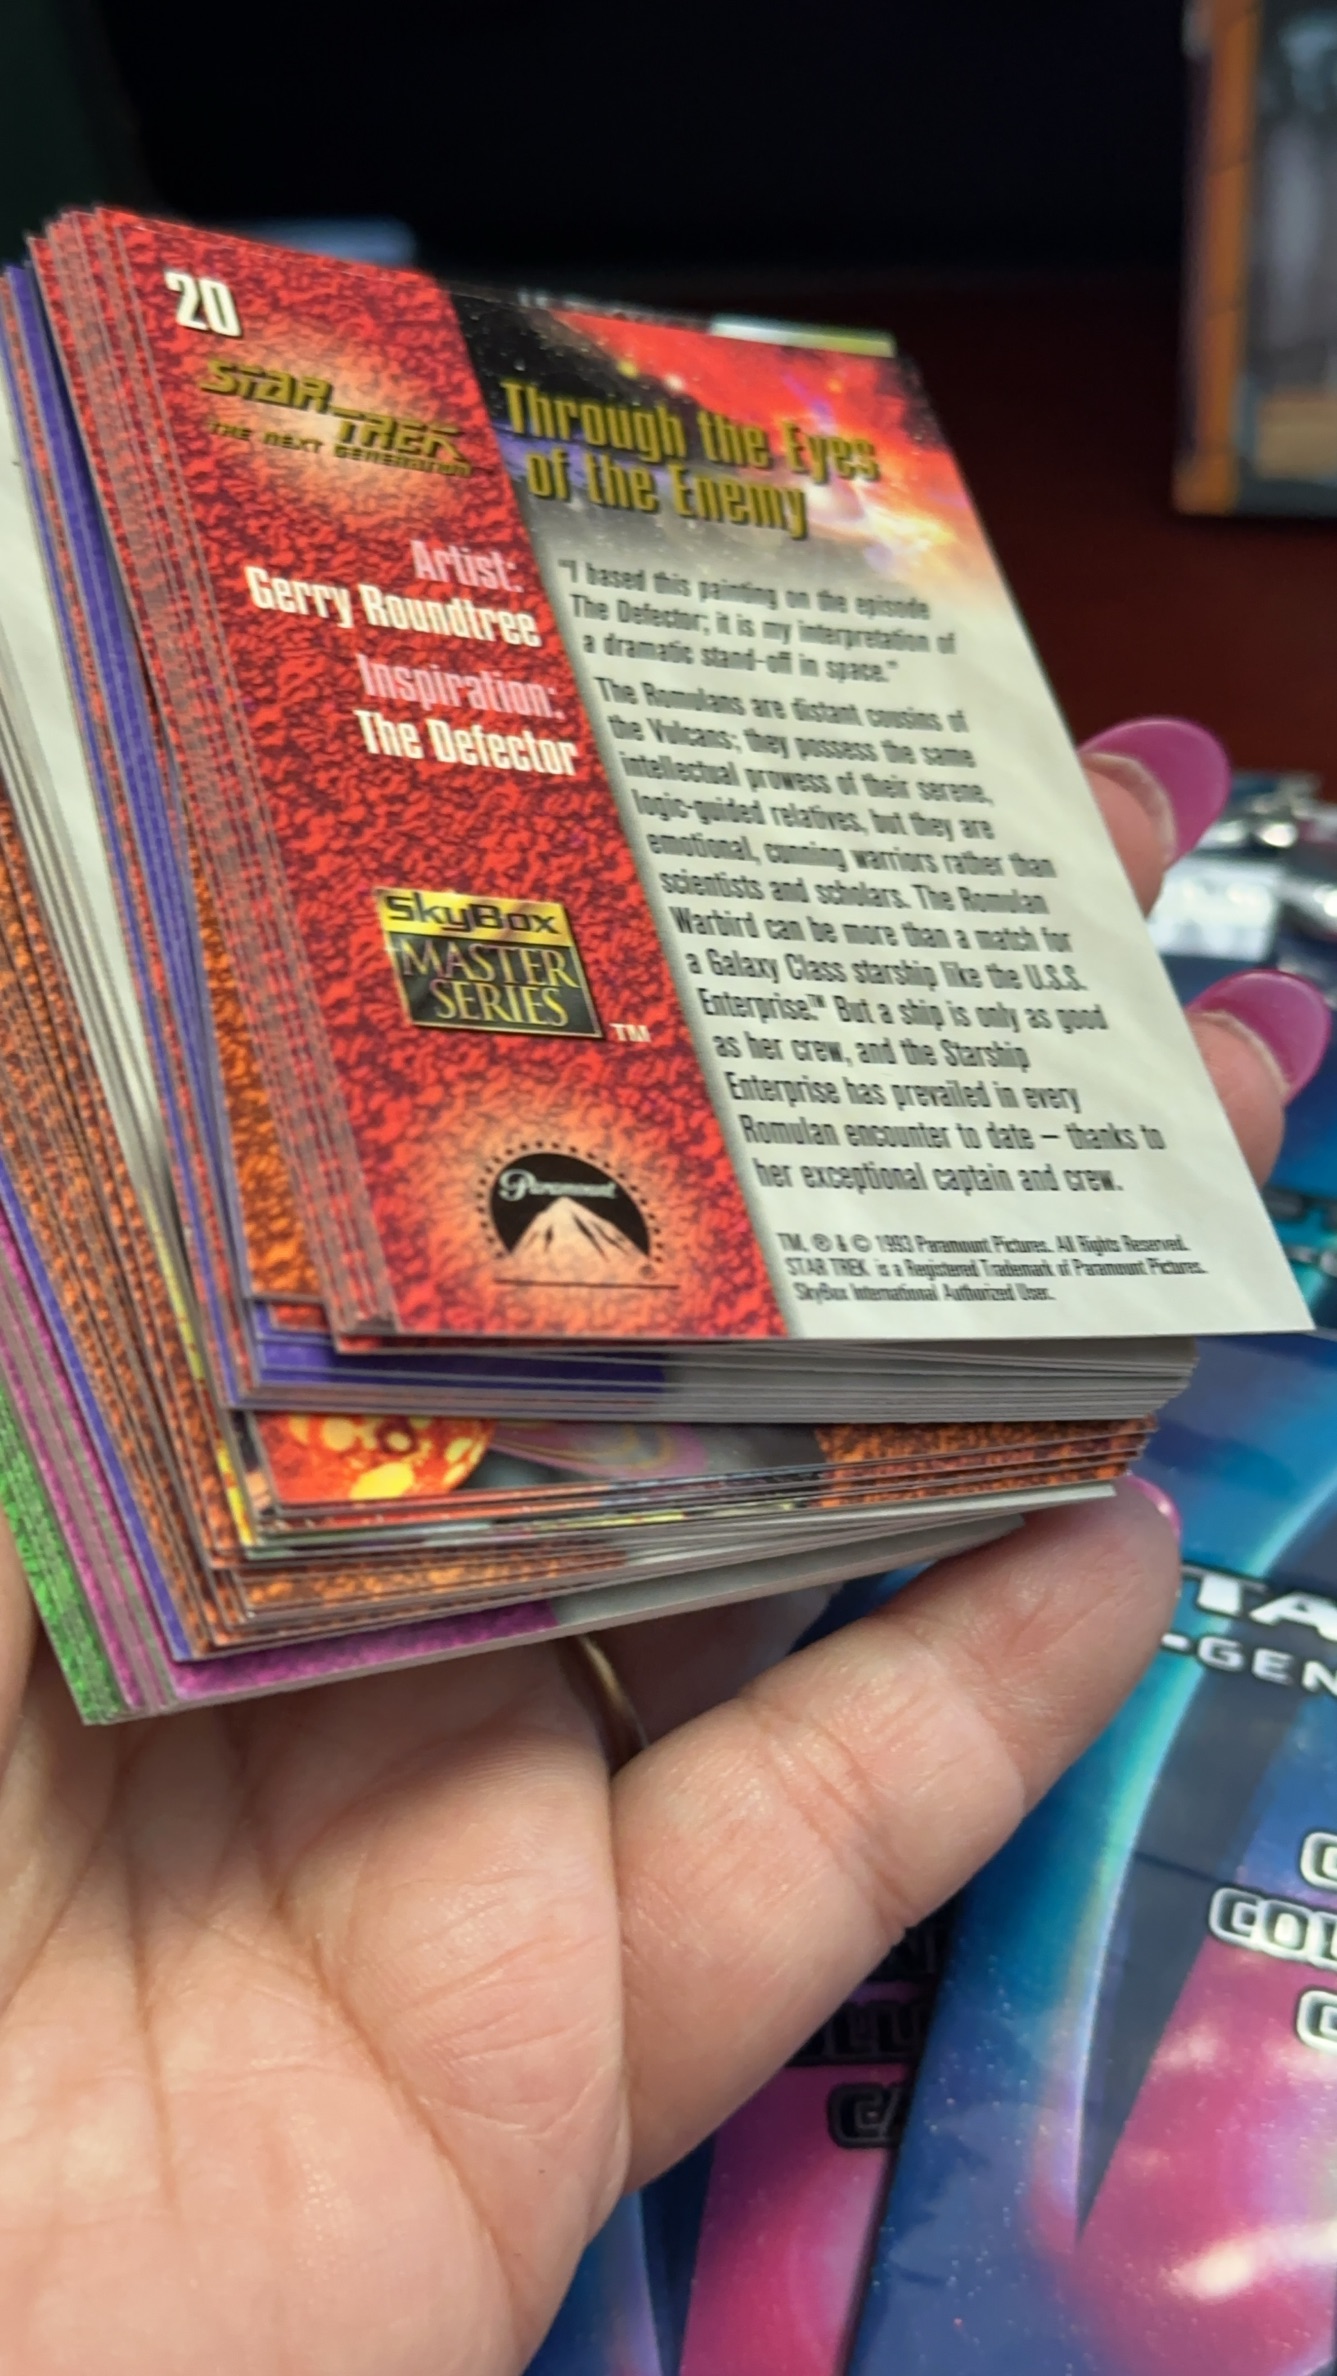 20
STAR TREK
THE NEXT GENERATION
Artist:
Gerry Roundtree
Inspiration:
The Defector
SkyBox
MASTER
SERIES
TM
Paramount
®
Through the Eyes
of the Enemy
"I based this painting on the episode
The Defector; it is my interpretation of
a dramatic stand-off in space."
The Romulans are distant cousins of
the Vulcans; they possess the same
intellectual prowess of their serene,
logic-guided relatives, but they are
emotional, cunning warriors rather than
scientists and scholars. The Romulan
Warbird can be more than a match for
a Galaxy Class starship like the U.S.S.
Enterprise.™ But a ship is only as good
as her crew, and the Starship
Enterprise has prevailed in every
Romulan encounter to date – thanks to
her exceptional captain and crew.
TM, ® & © 1993 Paramount Pictures. All Rights Reserved.
STAR TREK is a Registered Trademark of Paramount Pictures.
SkyBox International Authorized User.
TA
-GEN
C
COL
C
CA